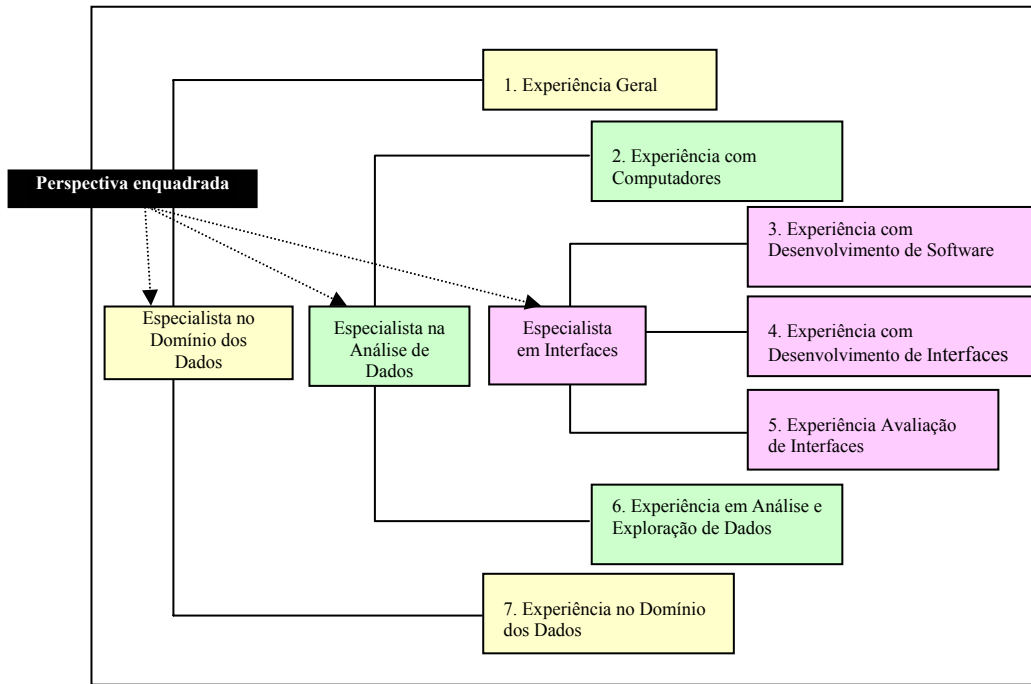 1. Experiência Geral
2. Experiência com
Computadores
Perspectiva enquadrada
3. Experiência com
Desenvolvimento de Software
Especialista no
Domínio dos
Dados
Especialista na
Análise de
Dados
Especialista
em Interfaces
4. Experiência com
Desenvolvimento de Interfaces
5. Experiência Avaliação
de Interfaces
6. Experiência em Análise e
Exploração de Dados
7. Experiência no Domínio
dos Dados